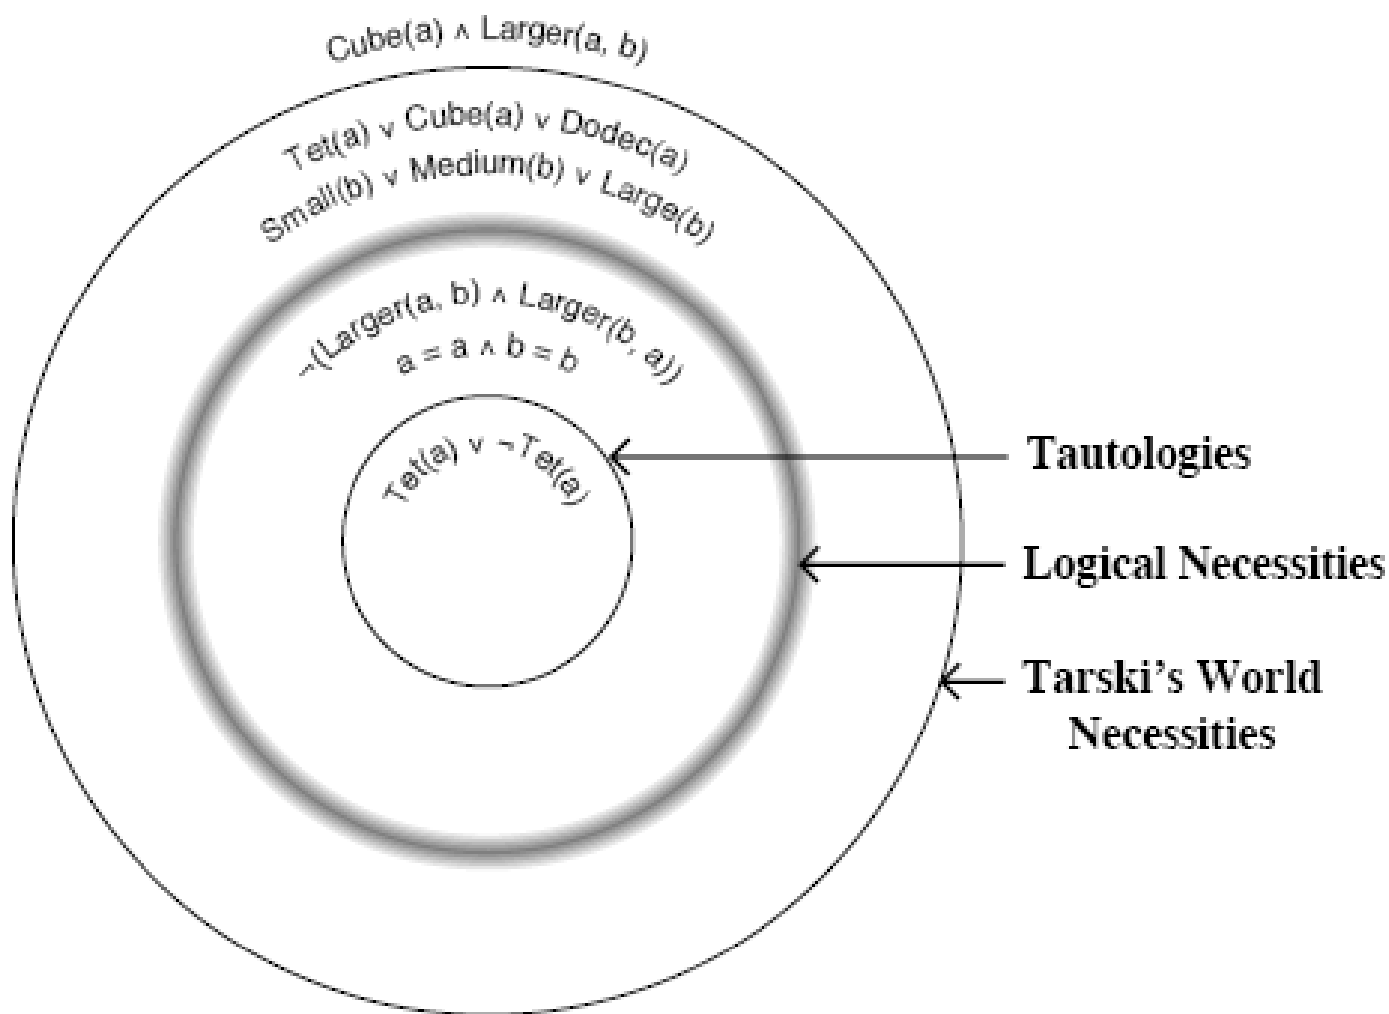 Cube(a) ∧ Larger(a, b)
Tet(a) ∨ Cube(a) ∨ Dodec(a)
Small(b) ∨ Medium(b) ∨ Large(b)
¬(Larger(a, b) ∧ Larger(b, a))
a = a ∧ b = b
Tet(a) ∨ ¬Tet(a)
Tautologies
Logical Necessities
Tarski’s World
Necessities